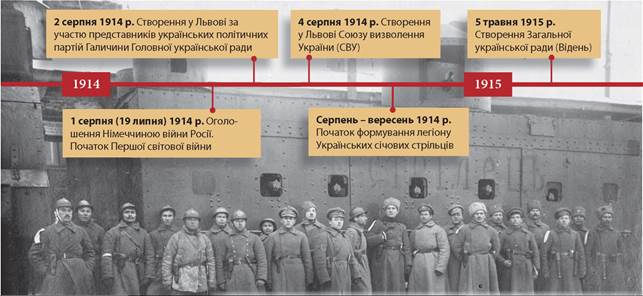 2 серпня 1914 р. Створення у Львові за
участю представників українських політичних
партій Галичини Головної української ради
4 серпня 1914 р. Створення
у Львові Союзу визволення
України (СВУ)
5 травня 1915 р.
Створення Загальної
української ради (Відень)
1914
1915
1 серпня (19 липня) 1914 р. Оголо-
шення Німеччиною війни Росії.
Початок Першої світової війни
Серпень – вересень 1914 р.
Початок формування легіону
Українських січових стрільців